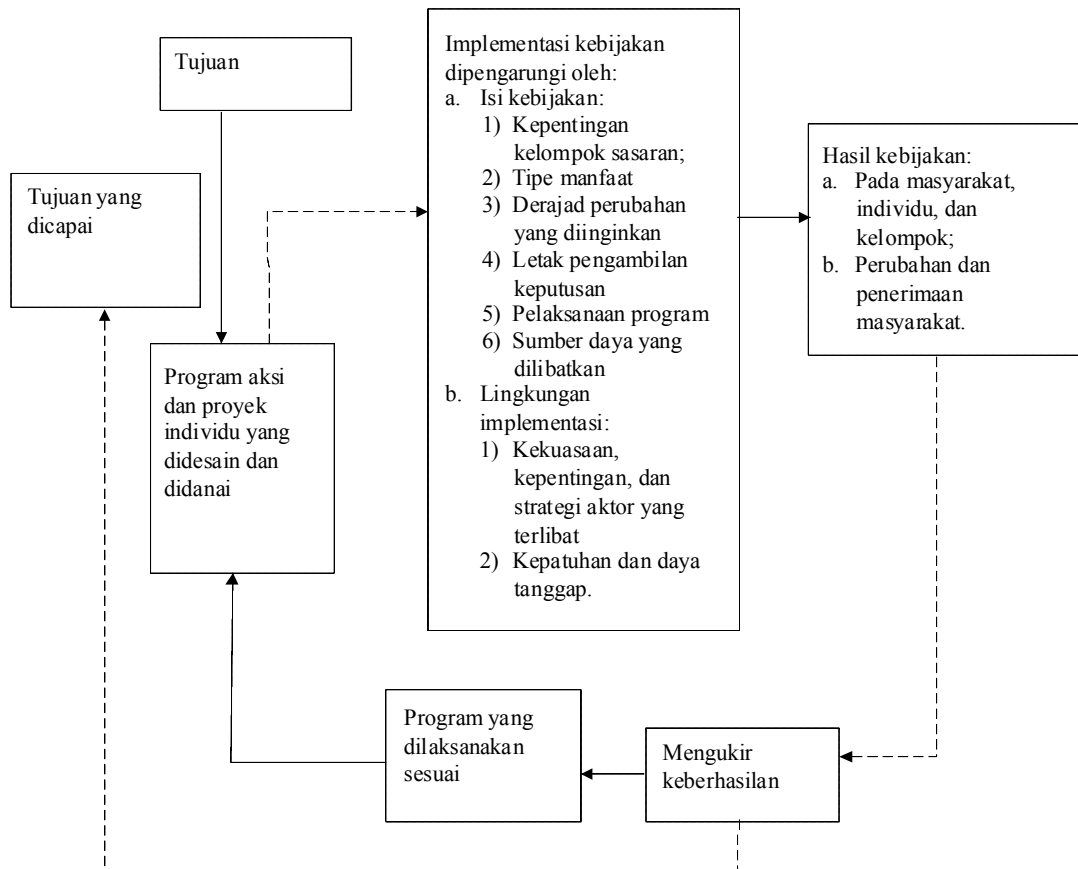 Tujuan
Tujuan yang
dicapai
Program aksi
dan proyek
individu yang
didesain dan
didanai
Implementasi kebijakan
dipengarungi oleh:
a. Isi kebijakan:
1) Kepentingan
kelompok sasaran;
2) Tipe manfaat
3) Derajad perubahan
yang diinginkan
4) Letak pengambilan
keputusan
5) Pelaksanaan program
6) Sumber daya yang
dilibatkan
b. Lingkungan
implementasi:
1) Kekuasaan,
kepentingan, dan
strategi aktor yang
terlibat
2) Kepatuhan dan daya
tanggap.
Hasil kebijakan:
a. Pada masyarakat,
individu, dan
kelompok;
b. Perubahan dan
penerimaan
masyarakat.
Program yang
dilaksanakan
sesuai
Mengukir
keberhasilan